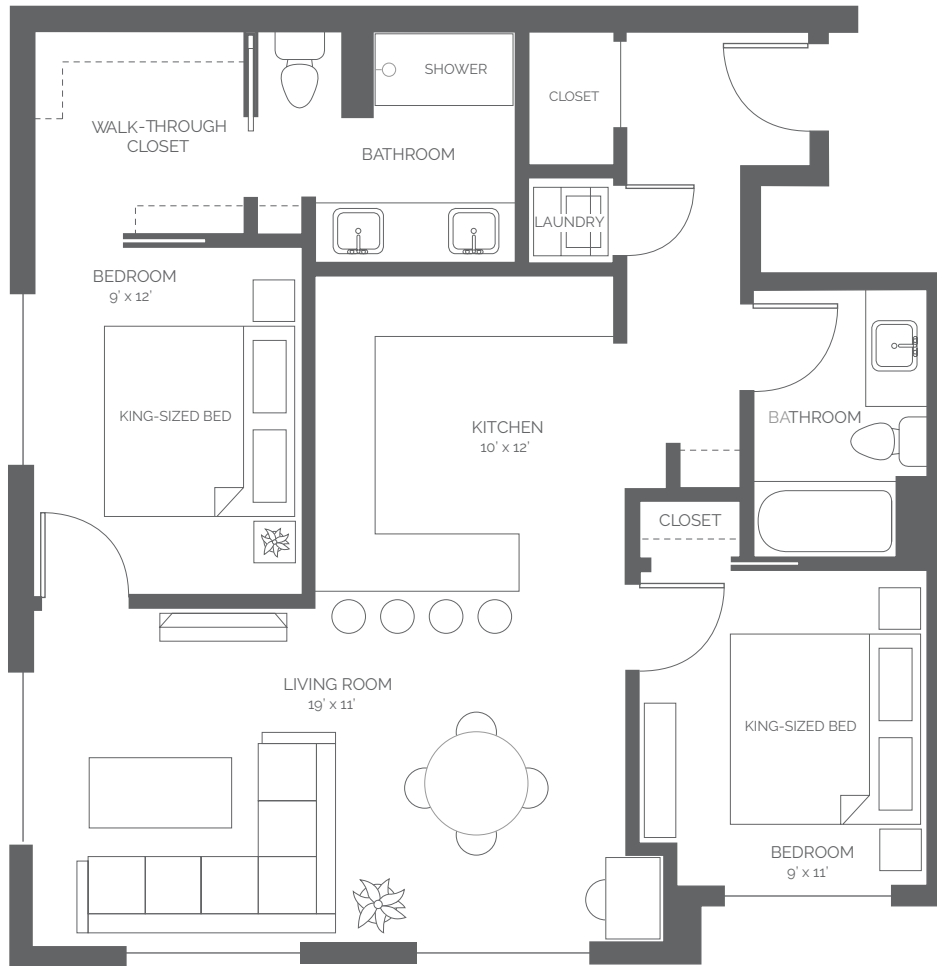 SHOWER
CLOSET
WALK-THROUGH
CLOSET
BATHROOM
LAUNDRY
BEDROOM
9' x 12'
KING-SIZED BED
KITCHEN
10' x 12'
BATHROOM
CLOSET
LIVING ROOM
19' x 11'
KING-SIZED BED
BEDROOM
9' x 11'